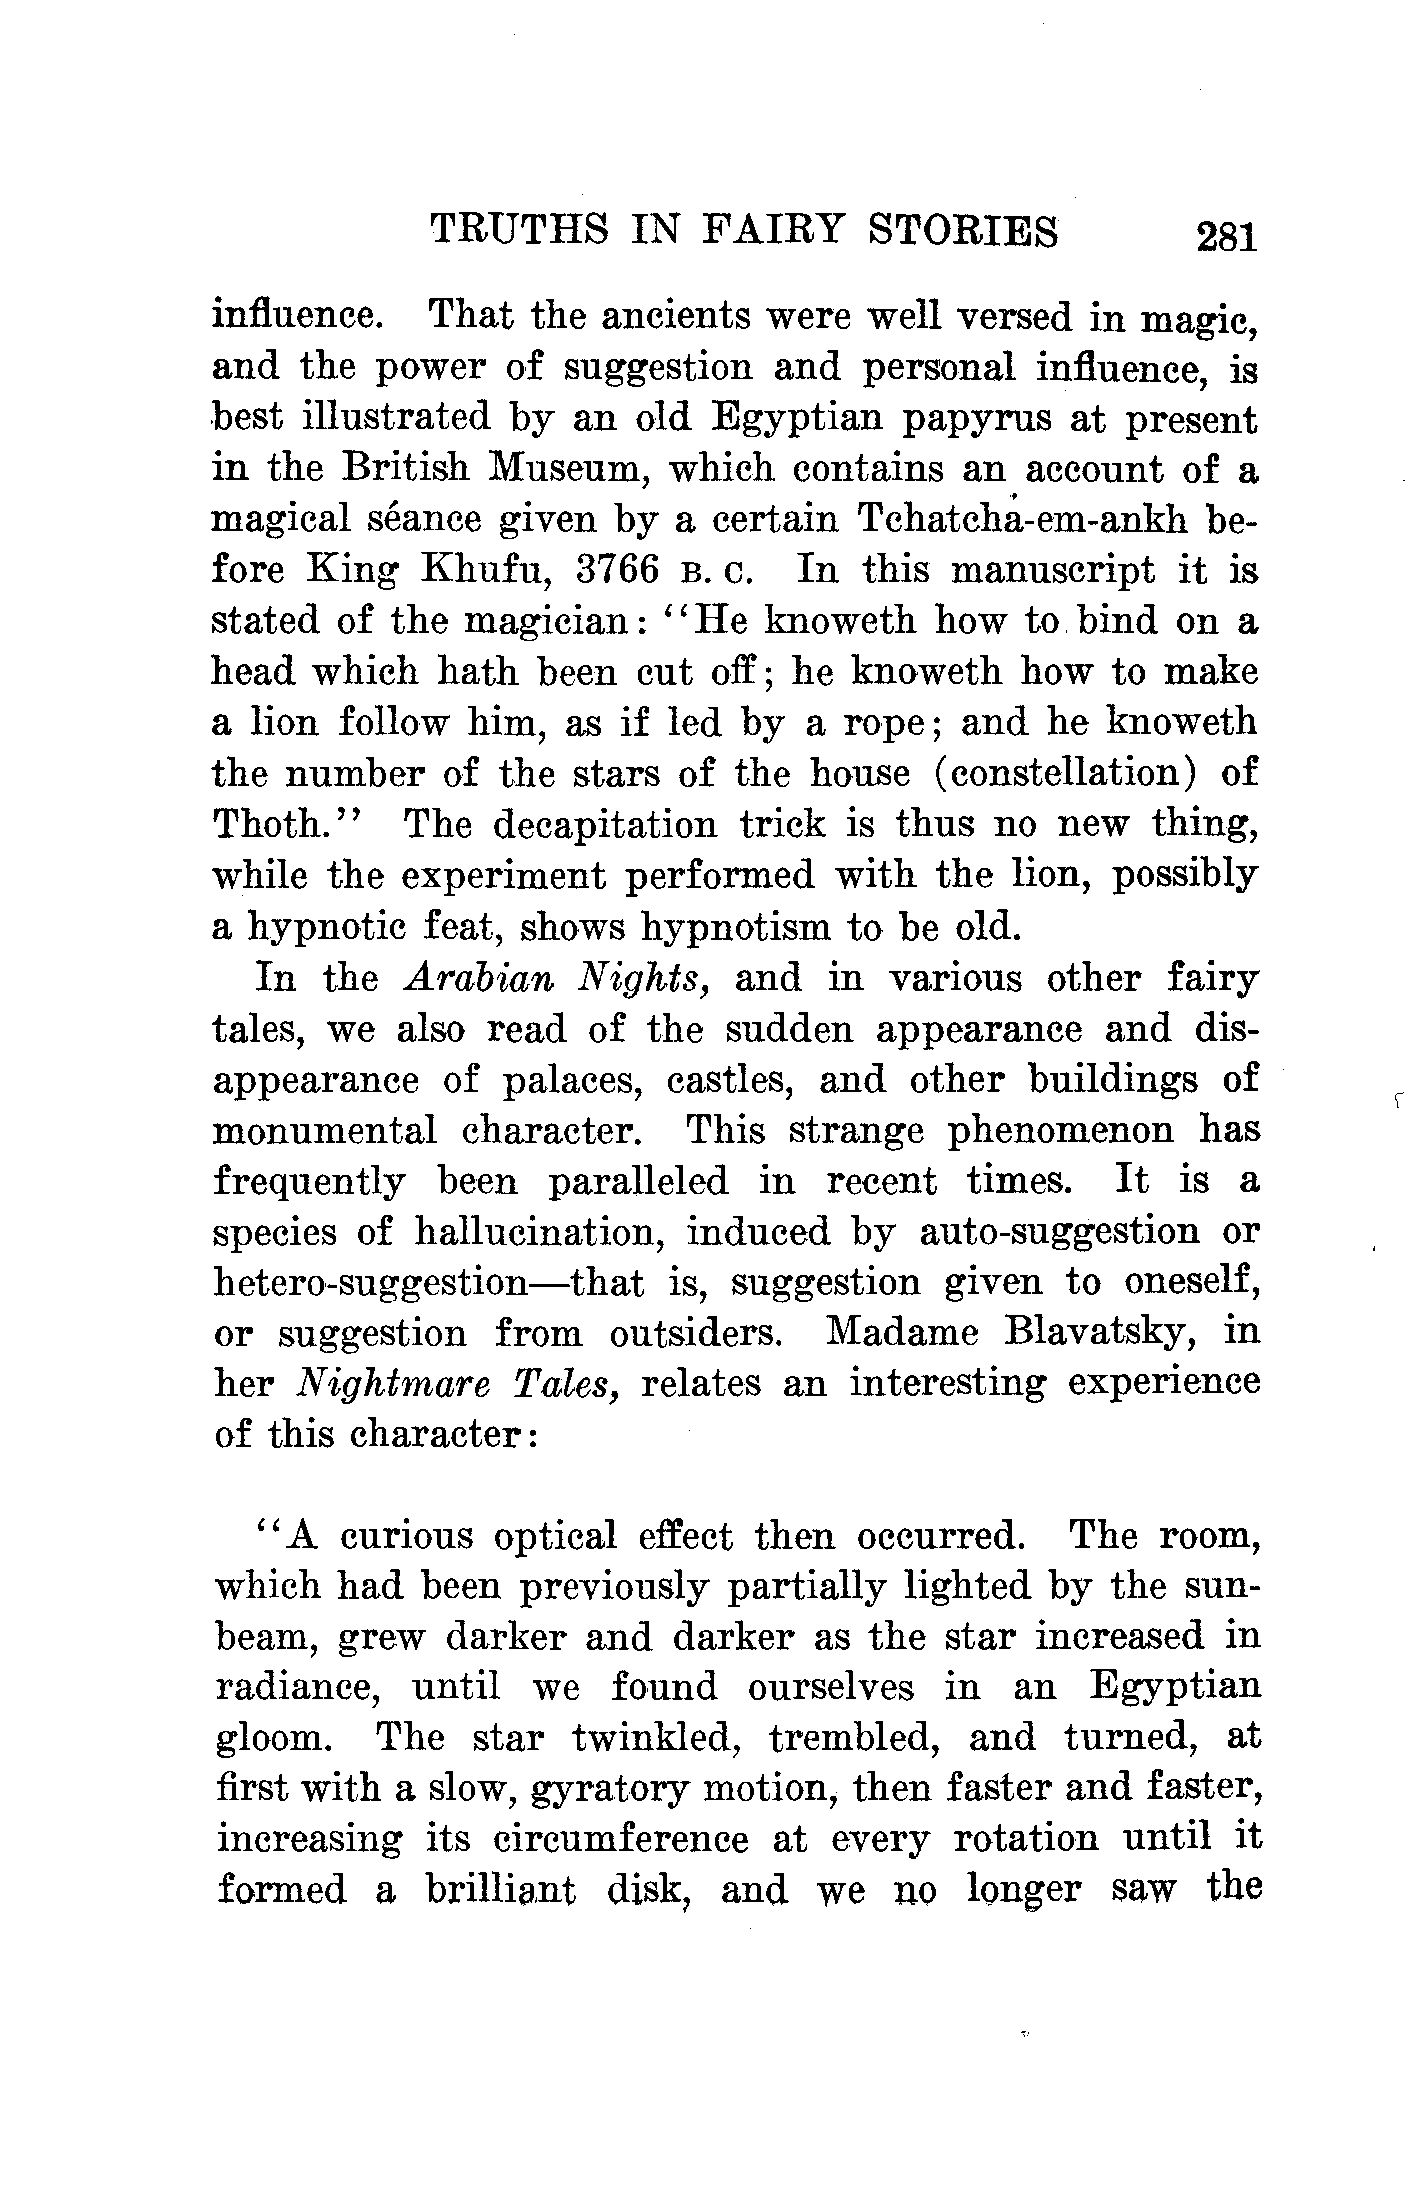 TRUTHS IN FAIRY STORIES 281
influence. That the ancients were well versed in magic,
and the power of suggestion and personal influence, is
best illustrated by an old Egyptian papyrus at present
in the British Museum, which contains an account of a
magical séance given by a certain Tchatcha-em-ankh be-
fore King Khufu, 3766 B. C. In this manuscript it is
stated of the magician: "He knoweth how to bind on a
head which hath been cut off; he knoweth how to make
a lion follow him, as if led by a rope; and he knoweth
the number of the stars of the house (constellation) of
Thoth." The decapitation trick is thus no new thing,
while the experiment performed with the lion, possibly
a hypnotic feat, shows hypnotism to be old.
In the Arabian Nights, and in various other fairy
tales, we also read of the sudden appearance and dis-
appearance of palaces, castles, and other buildings of
monumental character. This strange phenomenon has
frequently been paralleled in recent times. It is a
species of hallucination, induced by auto-suggestion or
hetero-suggestion—that is, suggestion given to oneself,
or suggestion from outsiders. Madame Blavatsky, in
her Nightmare Tales, relates an interesting experience
of this character:
"A curious optical effect then occurred. The room,
which had been previously partially lighted by the sun-
beam, grew darker and darker as the star increased in
radiance, until we found ourselves in an Egyptian
gloom. The star twinkled, trembled, and turned, at
first with a slow, gyratory motion, then faster and faster,
increasing its circumference at every rotation until it
formed a brilliant disk, and we no longer saw the